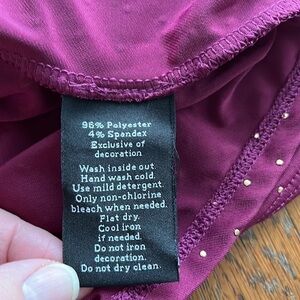 96% Polyester
4% Spandex
Exclusive of
decoration
Wash inside out
Hand wash cold.
Use mild detergent.
Only non-chlorine
bleach when needed.
Flat dry.
Cool iron
if needed.
Do not iron
decoration.
Do not dry clean.